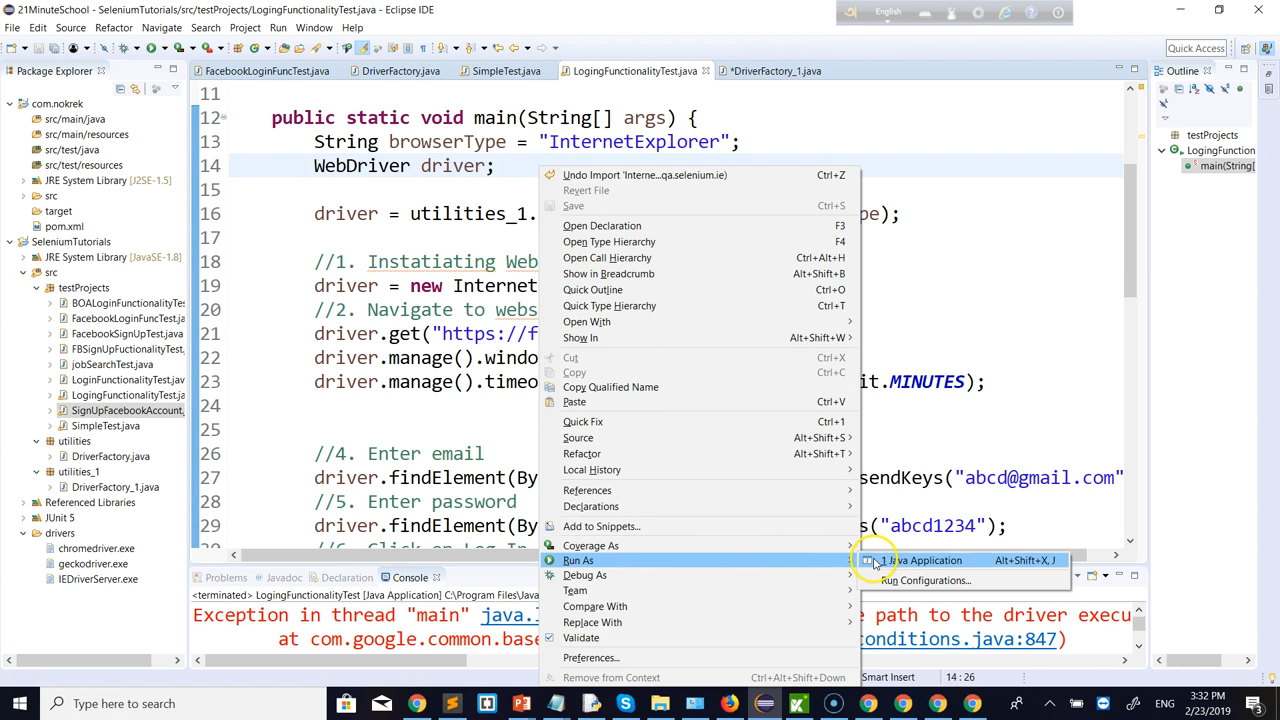 21MinuteSchool - SeleniumTutorials/src/testProjects/LogingFunctionalityTest.java - Eclipse IDE
English
File Edit Source Refactor Navigate Search Project Run Window Help
Quick Access
Package Explorer
FacebookLoginFuncTest.java
DriverFactory.java
SimpleTest.java
LogingFunctionalityTest.java
*DriverFactory_1.java
Outline
com.nokrek
src/main/java
src/main/resources
src/test/java
src/test/resources
JRE System Library [J2SE-1.5]
src
target
pom.xml
SeleniumTutorials
JRE System Library [JavaSE-1.8]
src
testProjects
BOALoginFunctionalityTes
FacebookLoginFuncTest.j
FacebookSignUpTest.java
FBSignUpFuctionalityTest.
jobSearchTest.java
LoginFunctionalityTest.jav
LogingFunctionalityTest.ja
SignUpFacebookAccount.
SimpleTest.java
utilities
DriverFactory.java
utilities_1
DriverFactory_1.java
Referenced Libraries
JUnit 5
drivers
chromedriver.exe
geckodriver.exe
IEDriverServer.exe
11
12 public static void main(String[] args) {
13 String browserType = "InternetExplorer";
14 WebDriver driver;
15
16 driver = utilities_1. pe);
17
18 //1. Instatiating Web
19 driver = new Internet
20 //2. Navigate to webs
21 driver.get("https://f
22 driver.manage().windo
23 driver.manage().timeo it.MINUTES);
24
25
26 //4. Enter email
27 driver.findElement(By sendKeys("abcd@gmail.com"
28 //5. Enter password
29 driver.findElement(By s("abcd1234");
Undo Import 'Interne...qa.selenium.ie) Ctrl+Z
Revert File
Save Ctrl+S
Open Declaration F3
Open Type Hierarchy F4
Open Call Hierarchy Ctrl+Alt+H
Show in Breadcrumb Alt+Shift+B
Quick Outline Ctrl+O
Quick Type Hierarchy Ctrl+T
Open With
Show In Alt+Shift+W
Cut Ctrl+X
Copy Ctrl+C
Copy Qualified Name
Paste Ctrl+V
Quick Fix Ctrl+1
Source Alt+Shift+S
Refactor Alt+Shift+T
Local History
References
Declarations
Add to Snippets...
Coverage As
Run As
Debug As
Team
Compare With
Replace With
Validate
Preferences...
Remove from Context Ctrl+Alt+Shift+Down
1 Java Application Alt+Shift+X, J
Run Configurations...
testProjects
LogingFunction
main(String[
Problems Javadoc Declaration Console
<terminated> LogingFunctionalityTest [Java Application] C:\Program Files\Java
Exception in thread "main" java.l e path to the driver execu
at com.google.common.base onditions.java:847)
Smart Insert 14 : 26
Type here to search
ENG
3:32 PM
2/23/2019